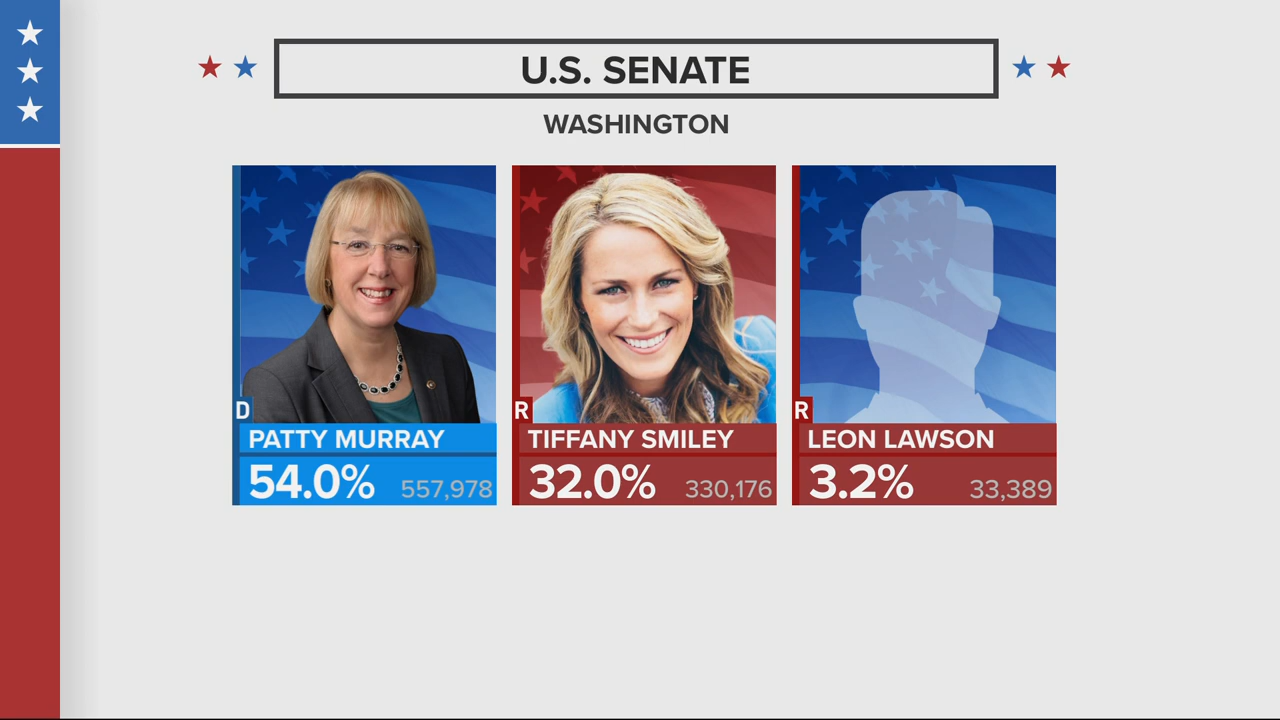 U.S. SENATE
WASHINGTON
D
PATTY MURRAY
54.0% 557,978
R
TIFFANY SMILEY
32.0% 330,176
R
LEON LAWSON
3.2% 33,389